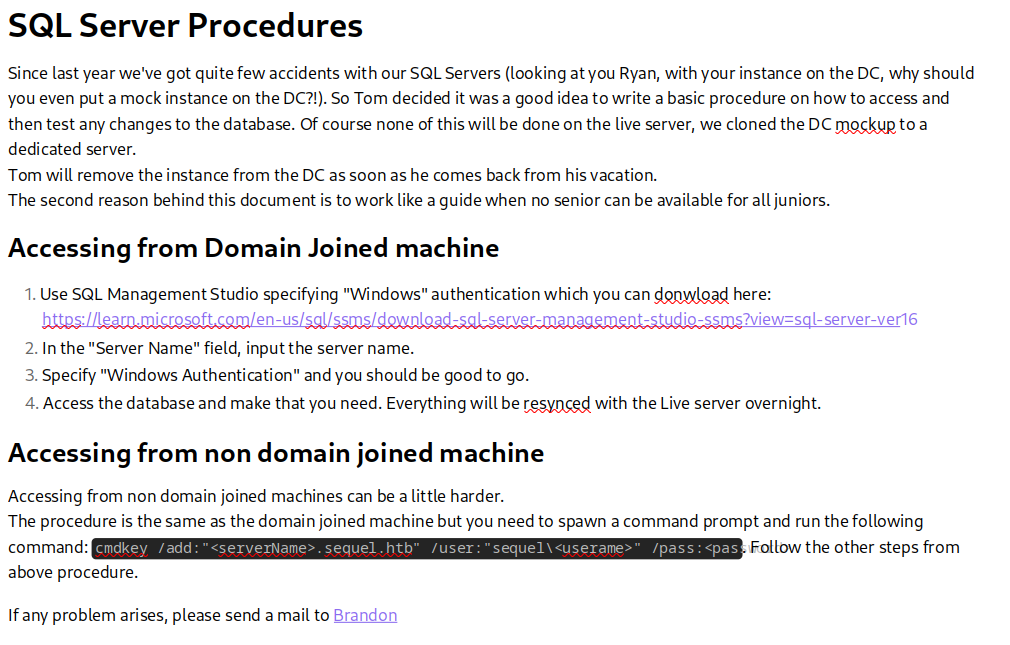 SQL Server Procedures
Since last year we've got quite few accidents with our SQL Servers (looking at you Ryan, with your instance on the DC, why should
you even put a mock instance on the DC?!). So Tom decided it was a good idea to write a basic procedure on how to access and
then test any changes to the database. Of course none of this will be done on the live server, we cloned the DC mockup to a
dedicated server.
Tom will remove the instance from the DC as soon as he comes back from his vacation.
The second reason behind this document is to work like a guide when no senior can be available for all juniors.
Accessing from Domain Joined machine
1. Use SQL Management Studio specifying "Windows" authentication which you can donwload here:
https://learn.microsoft.com/en-us/sql/ssms/download-sql-server-management-studio-ssms?view=sql-server-ver16
2. In the "Server Name" field, input the server name.
3. Specify "Windows Authentication" and you should be good to go.
4. Access the database and make that you need. Everything will be resynced with the Live server overnight.
Accessing from non domain joined machine
Accessing from non domain joined machines can be a little harder.
The procedure is the same as the domain joined machine but you need to spawn a command prompt and run the following
command: cmdkey /add:"<serverName>.sequel.htb" /user:"sequel\<userame>" /pass:<pas Follow the other steps from
above procedure.
If any problem arises, please send a mail to Brandon